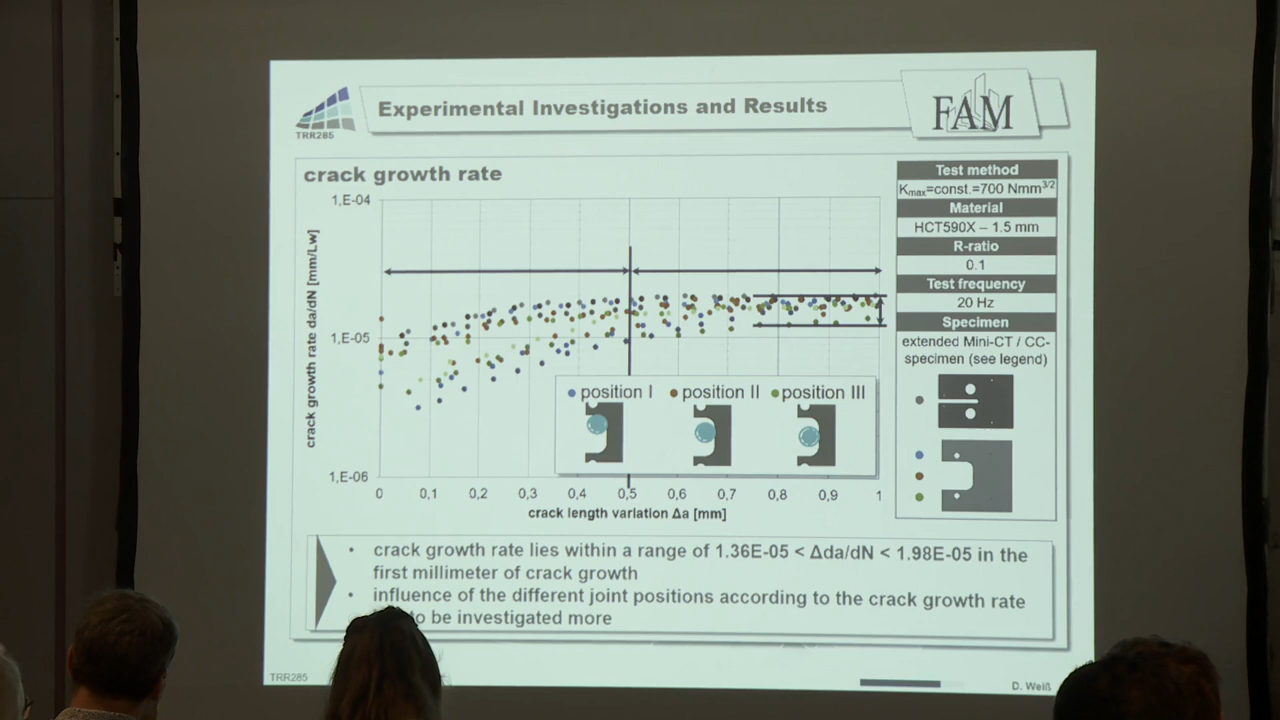 TRR285
Experimental Investigations and Results
FAM
crack growth rate
1,E-04
1,E-05
1,E-06
crack growth rate da/dN [mm/Lw]
0 0,1 0,2 0,3 0,4 0,5 0,6 0,7 0,8 0,9 1
crack length variation Δa [mm]
position I position II position III
Test method
Kmax=const.=700 Nmm3/2
Material
HCT590X – 1.5 mm
R-ratio
0.1
Test frequency
20 Hz
Specimen
extended Mini-CT / CC-
specimen (see legend)
• crack growth rate lies within a range of 1.36E-05 < Δda/dN < 1.98E-05 in the
first millimeter of crack growth
• influence of the different joint positions according to the crack growth rate
to be investigated more
TRR285
D. Weiß